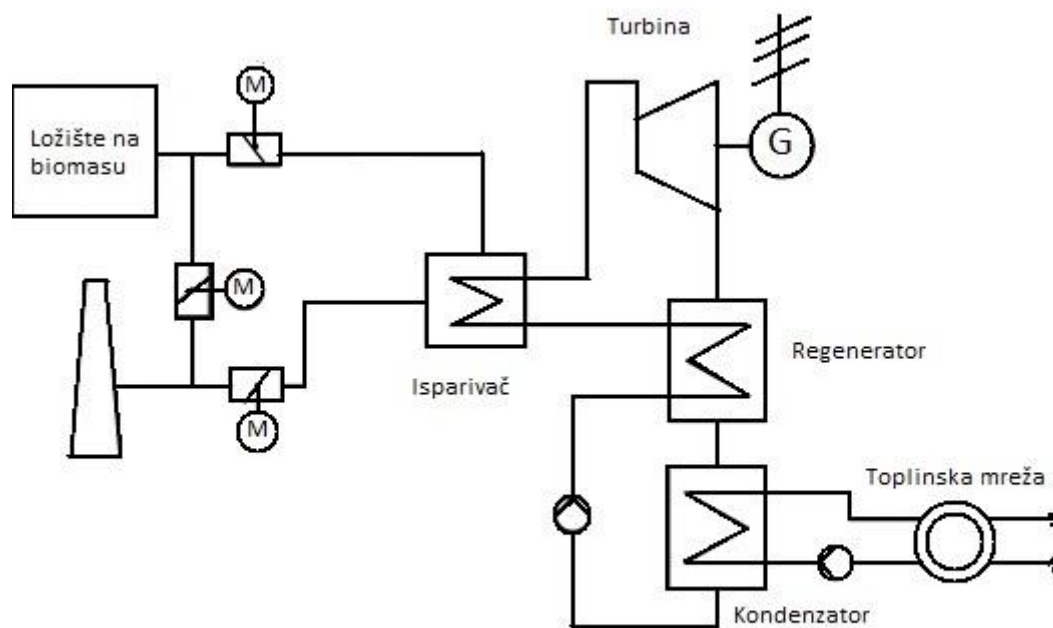 Turbina
M
Ložište na
biomasu
G
M
Regenerator
Isparivač
M
Toplinska mreža
Kondenzator